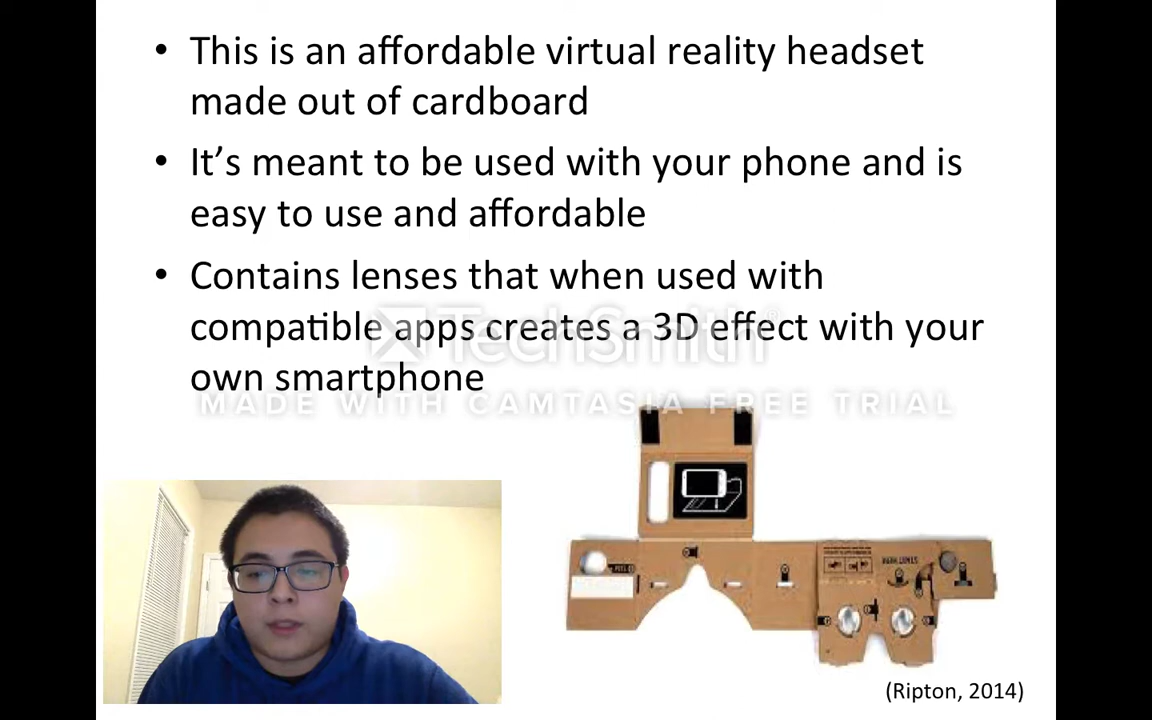 • This is an affordable virtual reality headset
made out of cardboard
• It's meant to be used with your phone and is
easy to use and affordable
• Contains lenses that when used with
compatible apps creates a 3D effect with your
own smartphone
TechSmith®
MADE WITH CAMTASIA FREE TRIAL
(Ripton, 2014)